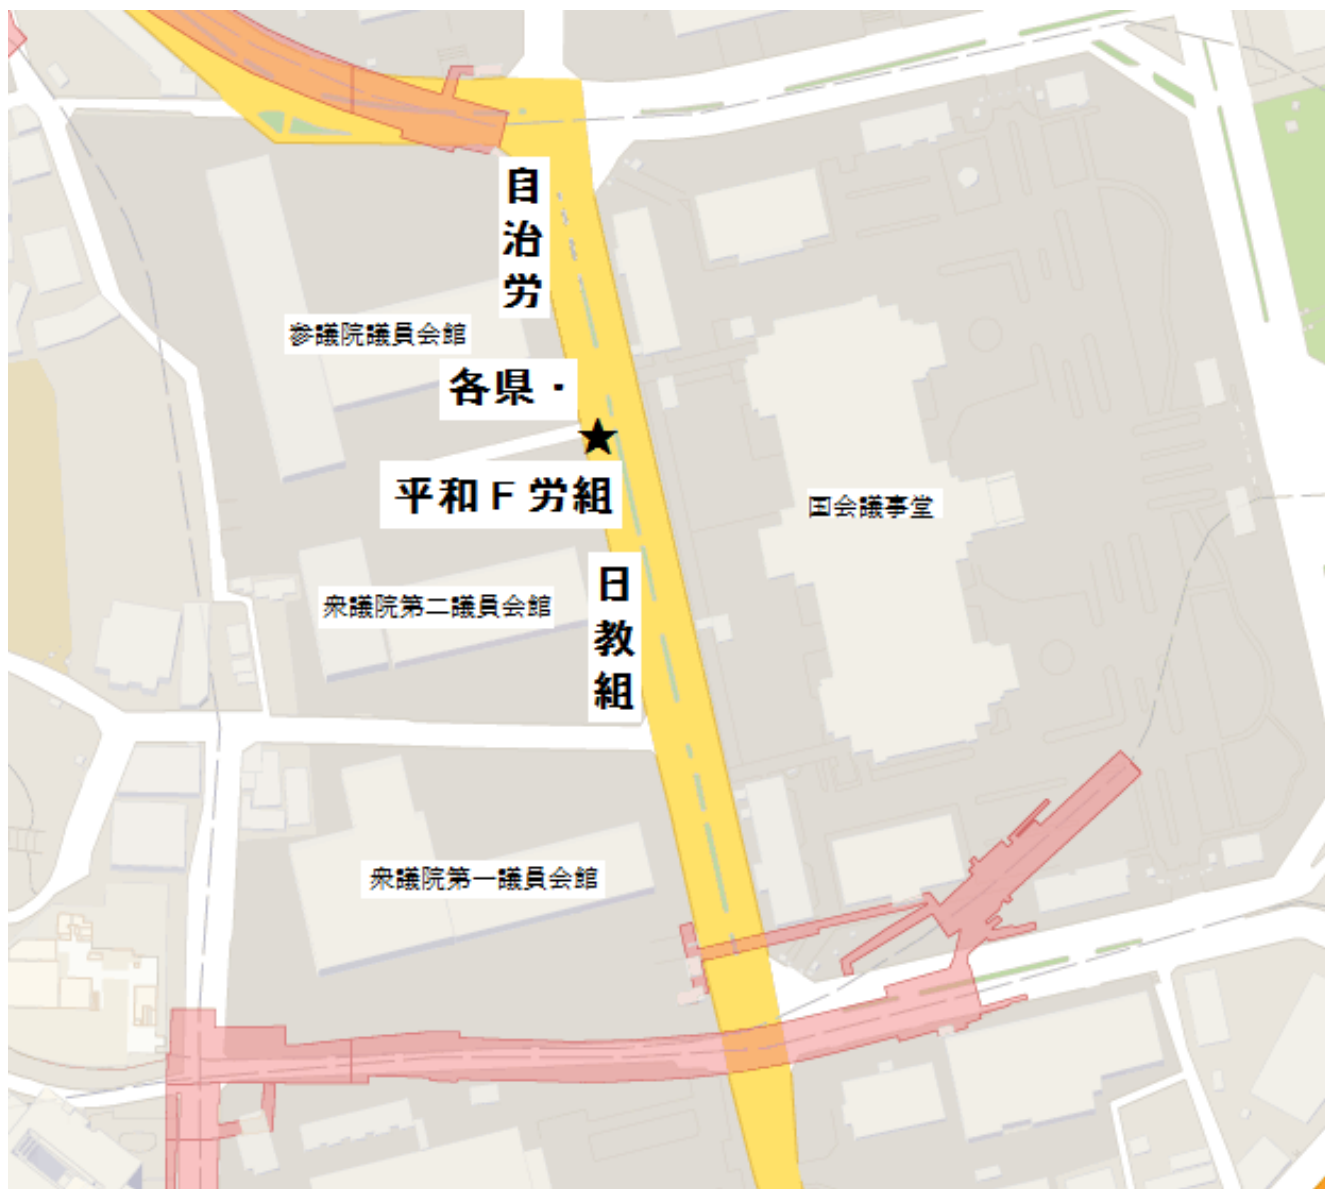 自治労
参議院議員会館
各県・
平和F労組
国会議事堂
日教組
衆議院第二議員会館
衆議院第一議員会館